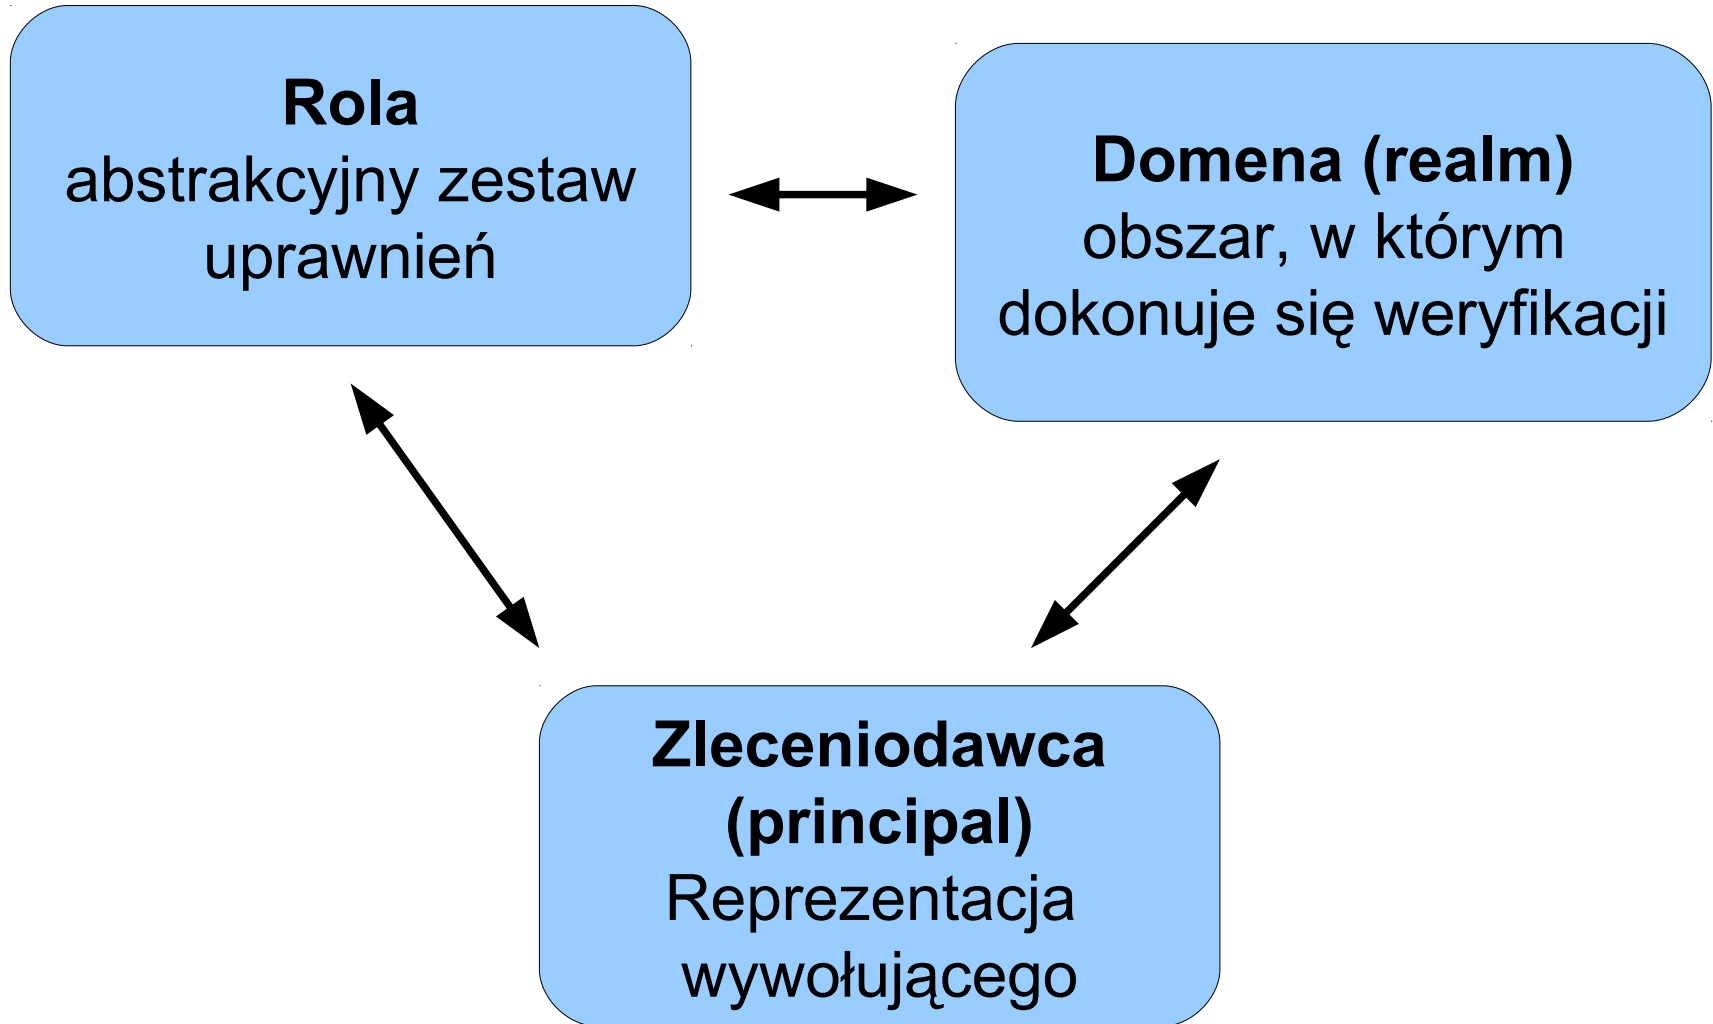 Rola
abstrakcyjny zestaw
uprawnień
Domena (realm)
obszar, w którym
dokonuje się weryfikacji
Zleceniodawca
(principal)
Reprezentacja
wywołującego